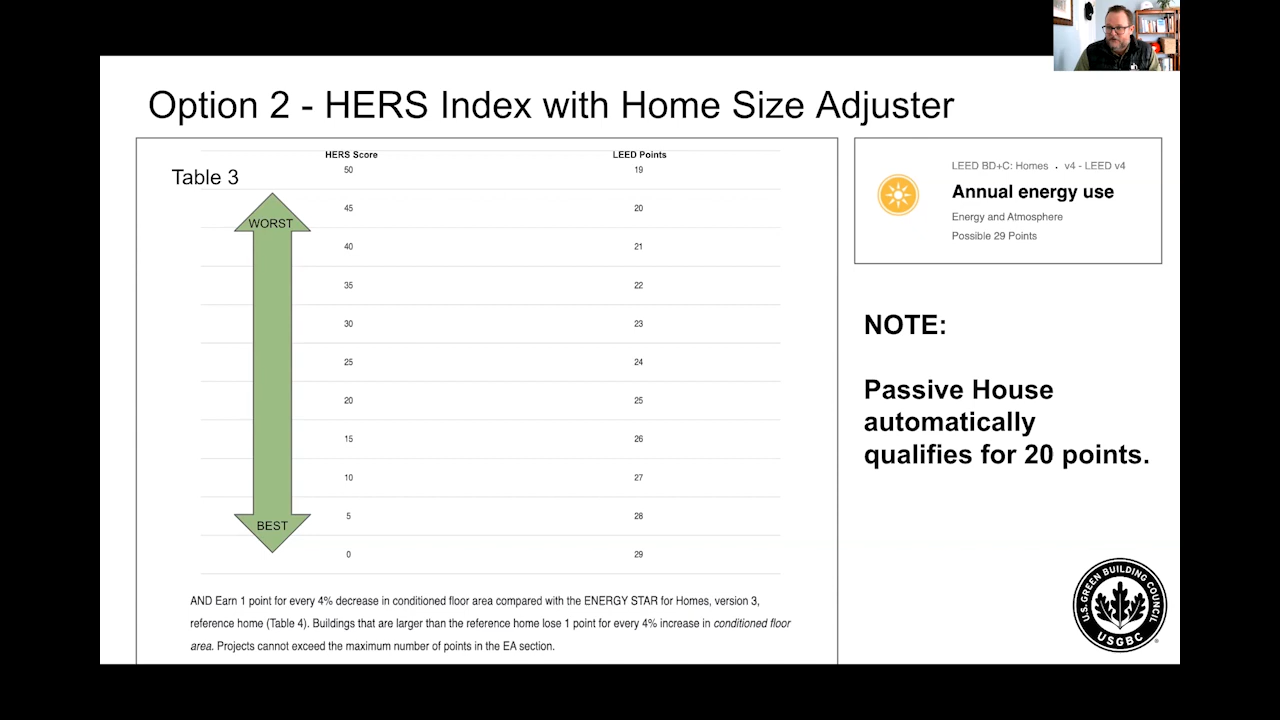 Option 2 - HERS Index with Home Size Adjuster
Table 3
HERS Score LEED Points
50 19
WORST
45 20
40 21
35 22
30 23
25 24
20 25
15 26
10 27
5 28
BEST
0 29
AND Earn 1 point for every 4% decrease in conditioned floor area compared with the ENERGY STAR for Homes, version 3,
reference home (Table 4). Buildings that are larger than the reference home lose 1 point for every 4% increase in conditioned floor
area. Projects cannot exceed the maximum number of points in the EA section.
LEED BD+C: Homes · v4 - LEED v4
Annual energy use
Energy and Atmosphere
Possible 29 Points
NOTE:
Passive House
automatically
qualifies for 20 points.
U.S. GREEN BUILDING COUNCIL
USGBC